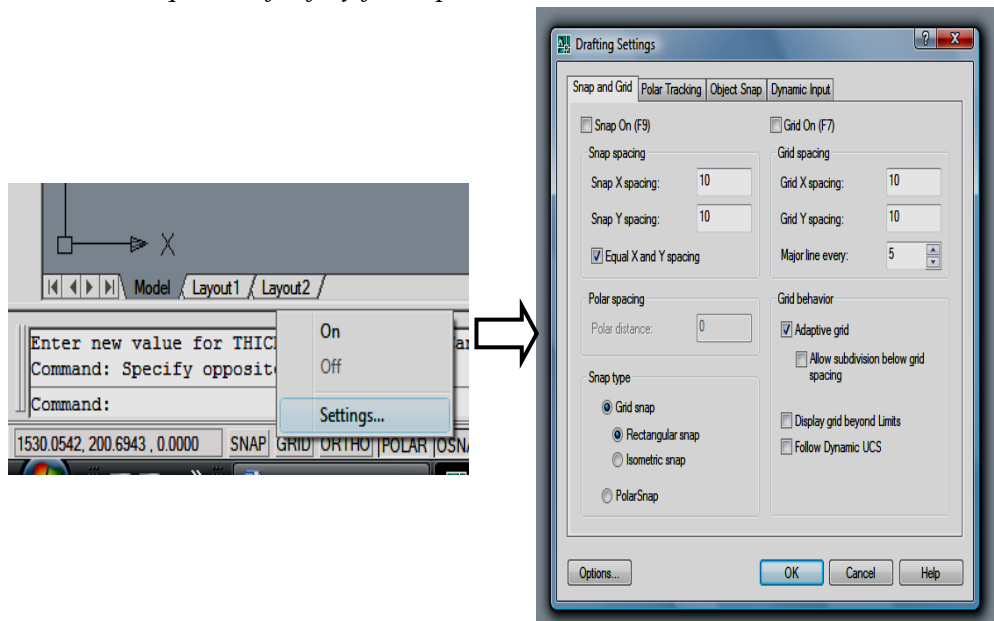 Drafting Settings
Snap and Grid Polar Tracking Object Snap Dynamic Input
Snap On (F9)
Grid On (F7)
Snap spacing
Snap X spacing: 10
Snap Y spacing: 10
Equal X and Y spacing
Grid spacing
Grid X spacing: 10
Grid Y spacing: 10
Major line every: 5
Polar spacing
Polar distance: 0
Grid behavior
Adaptive grid
Allow subdivision below grid
spacing
Display grid beyond Limits
Follow Dynamic UCS
Snap type
Grid snap
Rectangular snap
Isometric snap
PolarSnap
Options... OK Cancel Help
X
Model Layout1 Layout2
Enter new value for THIC
Command: Specify opposit
Command:
On
Off
Settings...
1530.0542, 200.6943 , 0.0000 SNAP GRID ORTHO POLAR OSN